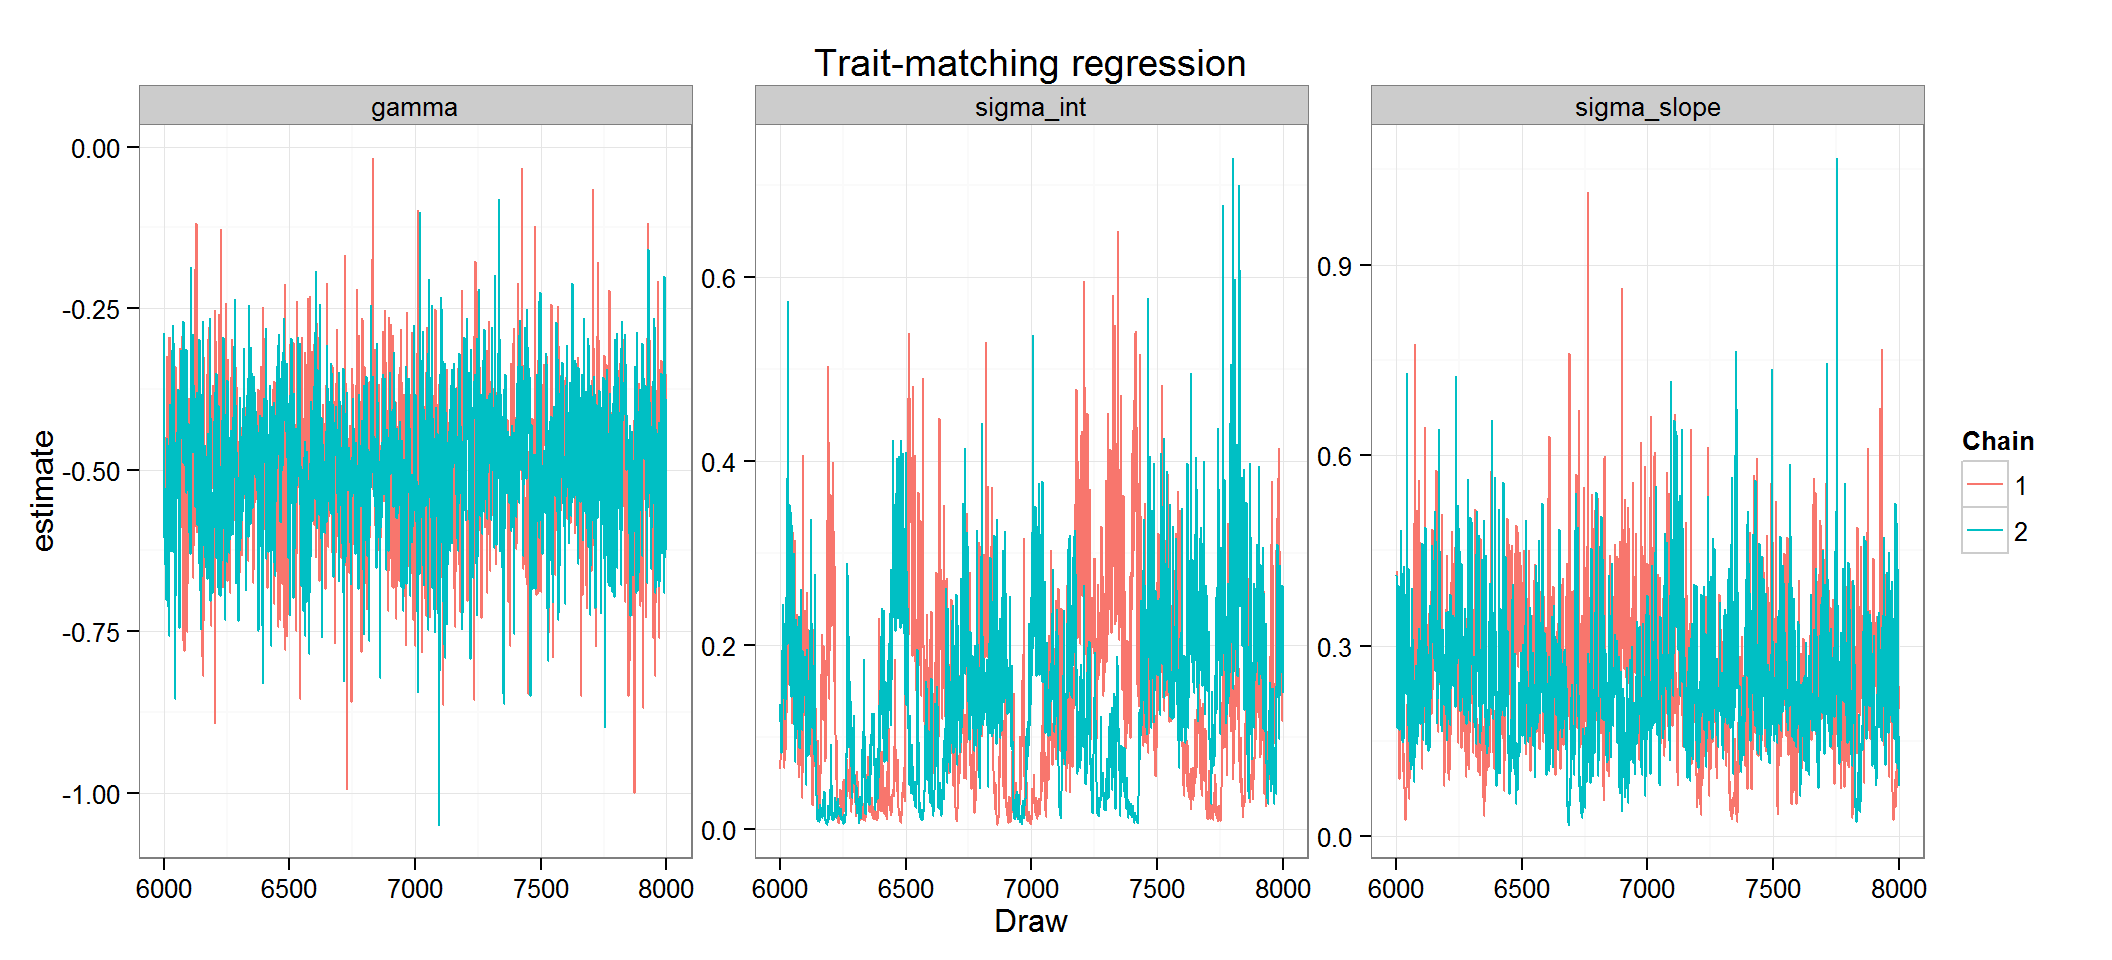 Trait-matching regression
gamma
sigma_int
sigma_slope
estimate
0.00
-0.25
-0.50
-0.75
-1.00
0.6
0.4
0.2
0.0
0.9
0.6
0.3
0.0
6000 6500 7000 7500 8000
6000 6500 7000 7500 8000
6000 6500 7000 7500 8000
Draw
Chain
1
2